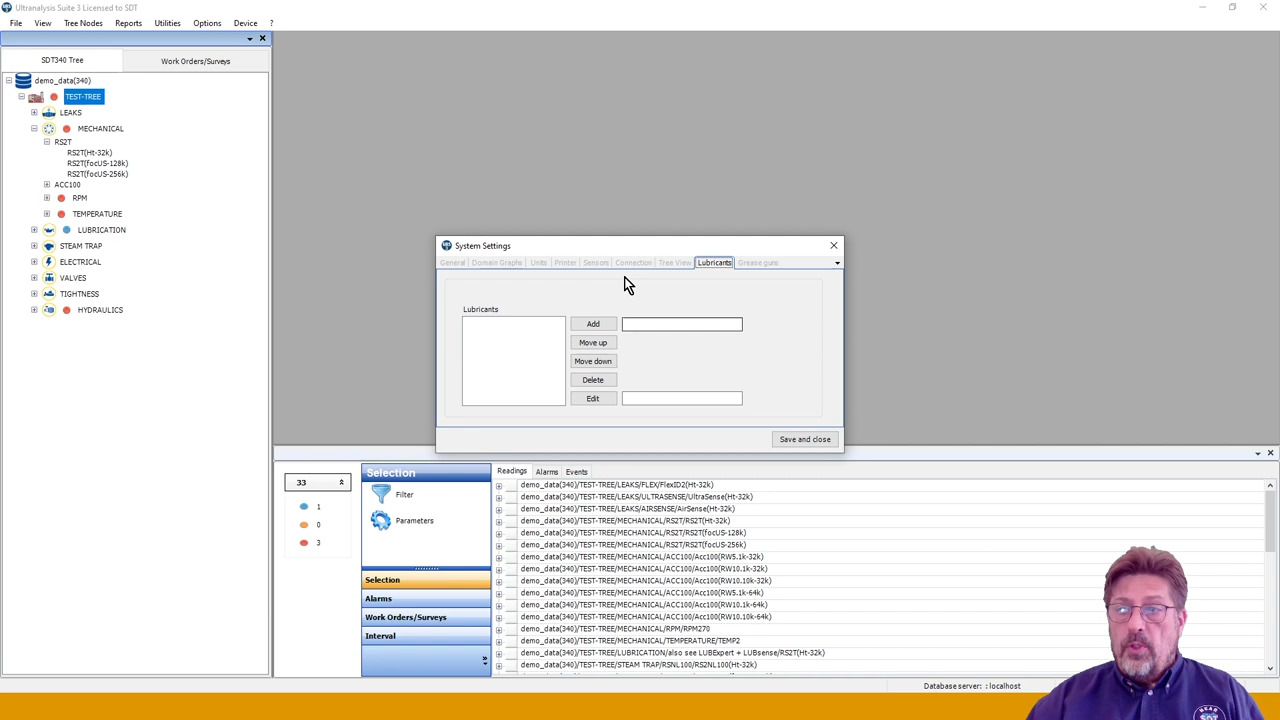 Ultranalysis Suite 3 Licensed to SDT
File View Tree Nodes Reports Utilities Options Device ?
SDT340 Tree Work Orders/Surveys
demo_data(340)
TEST-TREE
LEAKS
MECHANICAL
RS2T
RS2T(Ht-32k)
RS2T(focUS-128k)
RS2T(focUS-256k)
ACC100
RPM
TEMPERATURE
LUBRICATION
STEAM TRAP
ELECTRICAL
VALVES
TIGHTNESS
HYDRAULICS
System Settings
General Domain Graphs Units Printer Sensors Connection Tree View Lubricants Grease guns
Lubricants
Add
Move up
Move down
Delete
Edit
Save and close
33
1
0
3
Selection
Filter
Parameters
Selection
Alarms
Work Orders/Surveys
Interval
Readings Alarms Events
demo_data(340)/TEST-TREE/LEAKS/FLEX/FlexID2(Ht-32k)
demo_data(340)/TEST-TREE/LEAKS/ULTRASENSE/UltraSense(Ht-32k)
demo_data(340)/TEST-TREE/LEAKS/AIRSENSE/AirSense(Ht-32k)
demo_data(340)/TEST-TREE/MECHANICAL/RS2T/RS2T(Ht-32k)
demo_data(340)/TEST-TREE/MECHANICAL/RS2T/RS2T(focUS-128k)
demo_data(340)/TEST-TREE/MECHANICAL/RS2T/RS2T(focUS-256k)
demo_data(340)/TEST-TREE/MECHANICAL/ACC100/Acc100(RW5.1k-32k)
demo_data(340)/TEST-TREE/MECHANICAL/ACC100/Acc100(RW10.1k-32k)
demo_data(340)/TEST-TREE/MECHANICAL/ACC100/Acc100(RW10.10k-32k)
demo_data(340)/TEST-TREE/MECHANICAL/ACC100/Acc100(RW5.1k-64k)
demo_data(340)/TEST-TREE/MECHANICAL/ACC100/Acc100(RW10.1k-64k)
demo_data(340)/TEST-TREE/MECHANICAL/ACC100/Acc100(RW10.10k-64k)
demo_data(340)/TEST-TREE/MECHANICAL/RPM/RPM270
demo_data(340)/TEST-TREE/MECHANICAL/TEMPERATURE/TEMP2
demo_data(340)/TEST-TREE/LUBRICATION/also see LUBExpert + LUBsense/RS2T(Ht-32k)
demo_data(340)/TEST-TREE/STEAM TRAP/RSNL100/RS2NL100(Ht-32k)
Database server: : localhost
HEAR
SDT